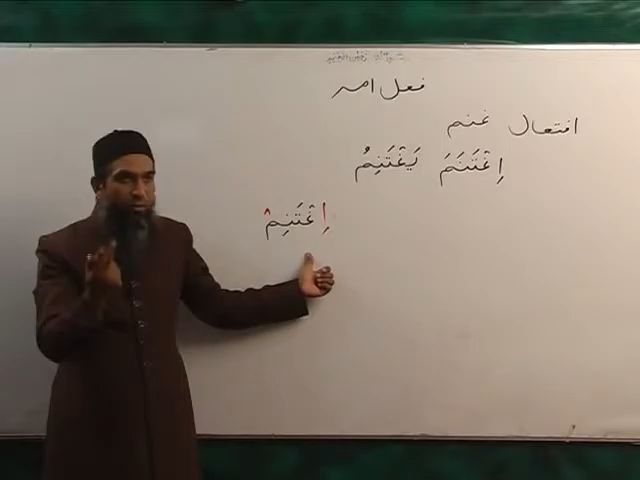 فعل امر
افتعال غنم
اِغْتَنَمَ يَغْتَنِمُ
اِغْتَنِمْ